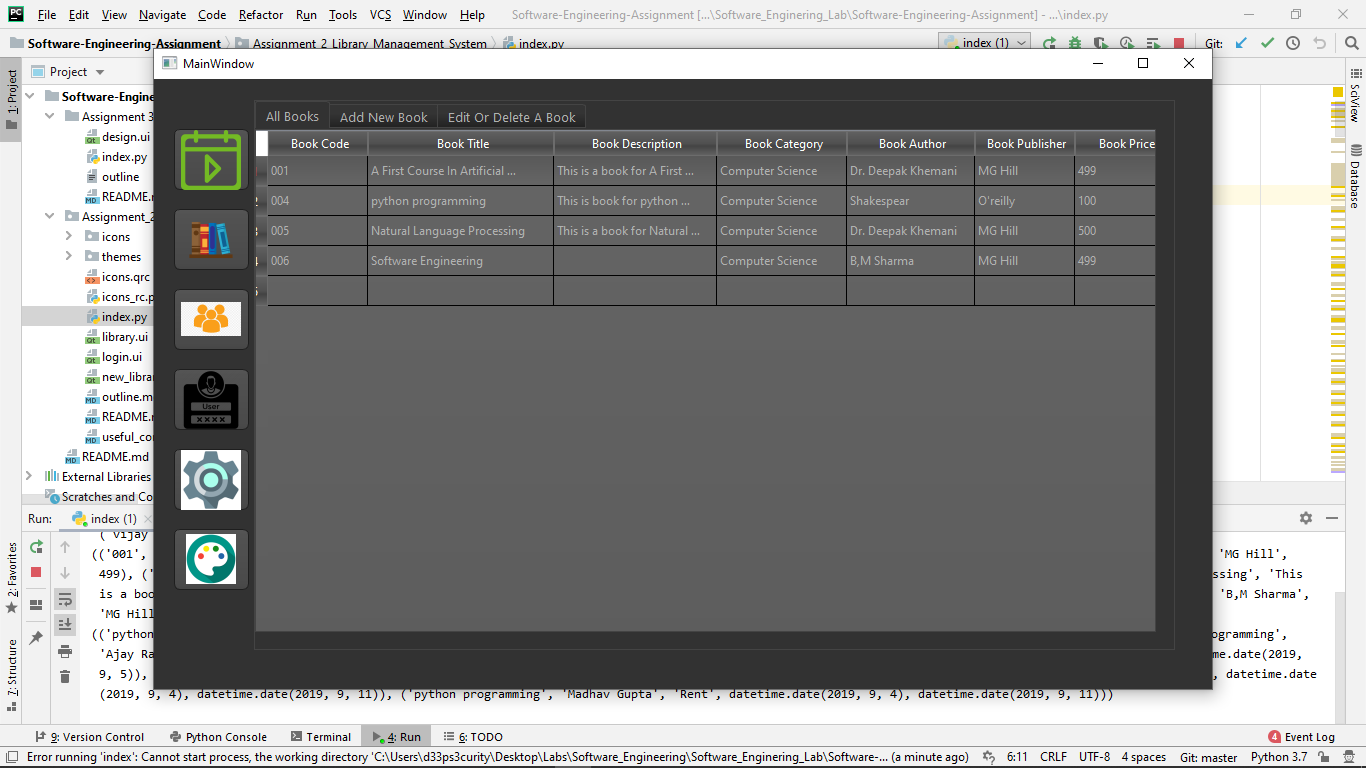 File Edit View Navigate Code Refactor Run Tools VCS Window Help Software-Engineering-Assignment [...\Software_Enginering_Lab\Software-Engineering-Assignment] - ...\index.py
Software-Engineering-Assignment Assignment_2_Library_Management_System index.py index (1) Git:
1: Project
Project
Software-Engine
Assignment 3
design.ui
index.py
outline
README.
Assignment_2
icons
themes
icons.qrc
icons_rc.p
index.py
library.ui
login.ui
new_libra
outline.m
README.
useful_co
README.md
External Libraries
Scratches and Co
MainWindow
All Books Add New Book Edit Or Delete A Book
Book Code Book Title Book Description Book Category Book Author Book Publisher Book Price
001 A First Course In Artificial ... This is a book for A First ... Computer Science Dr. Deepak Khemani MG Hill 499
2 004 python programming This is book for python ... Computer Science Shakespear O'reilly 100
3 005 Natural Language Processing This is a book for Natural ... Computer Science Dr. Deepak Khemani MG Hill 500
4 006 Software Engineering Computer Science B,M Sharma MG Hill 499
5
User
xxxx
SciView
Database
Run: index (1)
('Vijay
(('001', 'MG Hill',
499), (' ssing', 'This
is a boo 'B,M Sharma',
'MG Hill
(('python ogramming',
'Ajay Ra me.date(2019,
9, 5)), , datetime.date
(2019, 9, 4), datetime.date(2019, 9, 11)), ('python programming', 'Madhav Gupta', 'Rent', datetime.date(2019, 9, 4), datetime.date(2019, 9, 11)))
2: Favorites
7: Structure
9: Version Control Python Console Terminal 4: Run 6: TODO 4 Event Log
Error running 'index': Cannot start process, the working directory 'C:\Users\d33ps3curity\Desktop\Labs\Software_Engineering\Software_Enginering_Lab\Software-... (a minute ago) 6:11 CRLF UTF-8 4 spaces Git: master Python 3.7